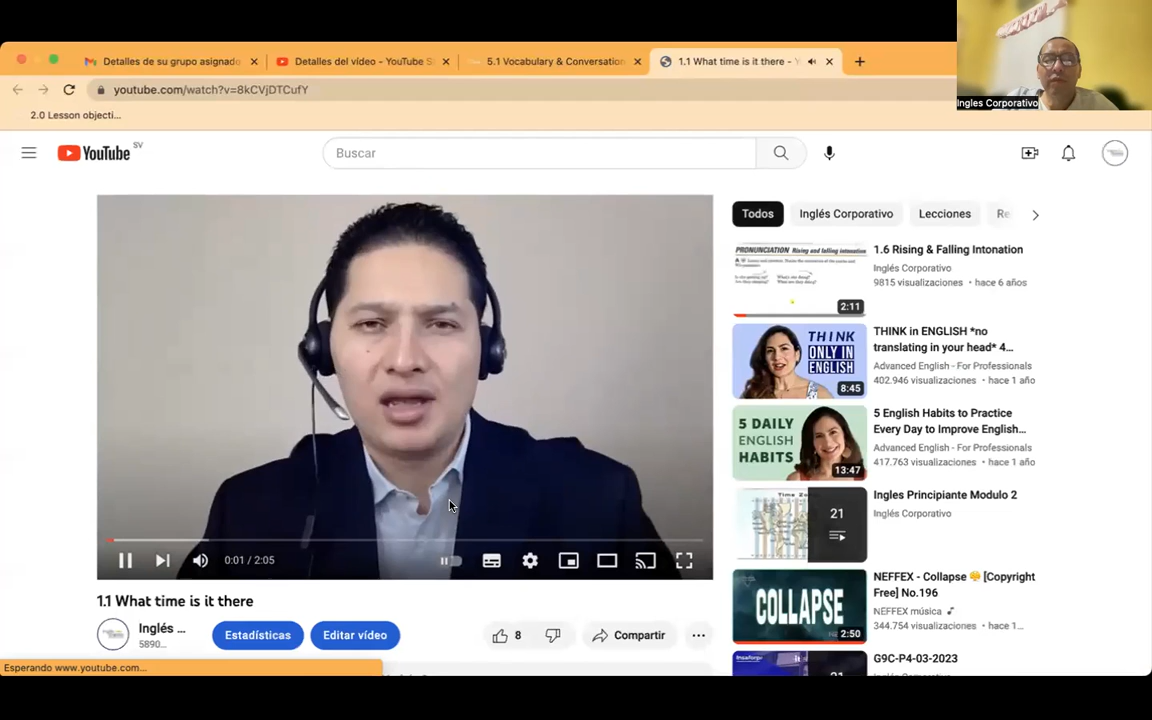 Detalles de su grupo asignado
Detalles del vídeo - YouTube S
5.1 Vocabulary & Conversation
1.1 What time is it there - Y
Ingles Corporativo
youtube.com/watch?v=8kCVjDTCufY
2.0 Lesson objecti...
YouTube SV
Buscar
Todos
Inglés Corporativo
Lecciones
Re
PRONUNCIATION Rising and falling intonation
2:11
1.6 Rising & Falling Intonation
Inglés Corporativo
9815 visualizaciones • hace 6 años
THINK
ONLY IN
ENGLISH
8:45
THINK in ENGLISH *no
translating in your head* 4...
Advanced English - For Professionals
402.946 visualizaciones • hace 1 año
5 DAILY
ENGLISH
HABITS
13:47
5 English Habits to Practice
Every Day to Improve English...
Advanced English - For Professionals
417.763 visualizaciones • hace 1 año
21
Ingles Principiante Modulo 2
Inglés Corporativo
0:01 / 2:05
COLLAPSE
2:50
NEFFEX - Collapse 😤 [Copyright
Free] No.196
NEFFEX música
344.754 visualizaciones • hace 1...
1.1 What time is it there
Inglés ...
5890...
Estadísticas
Editar vídeo
8
Compartir
G9C-P4-03-2023
Esperando www.youtube.com...